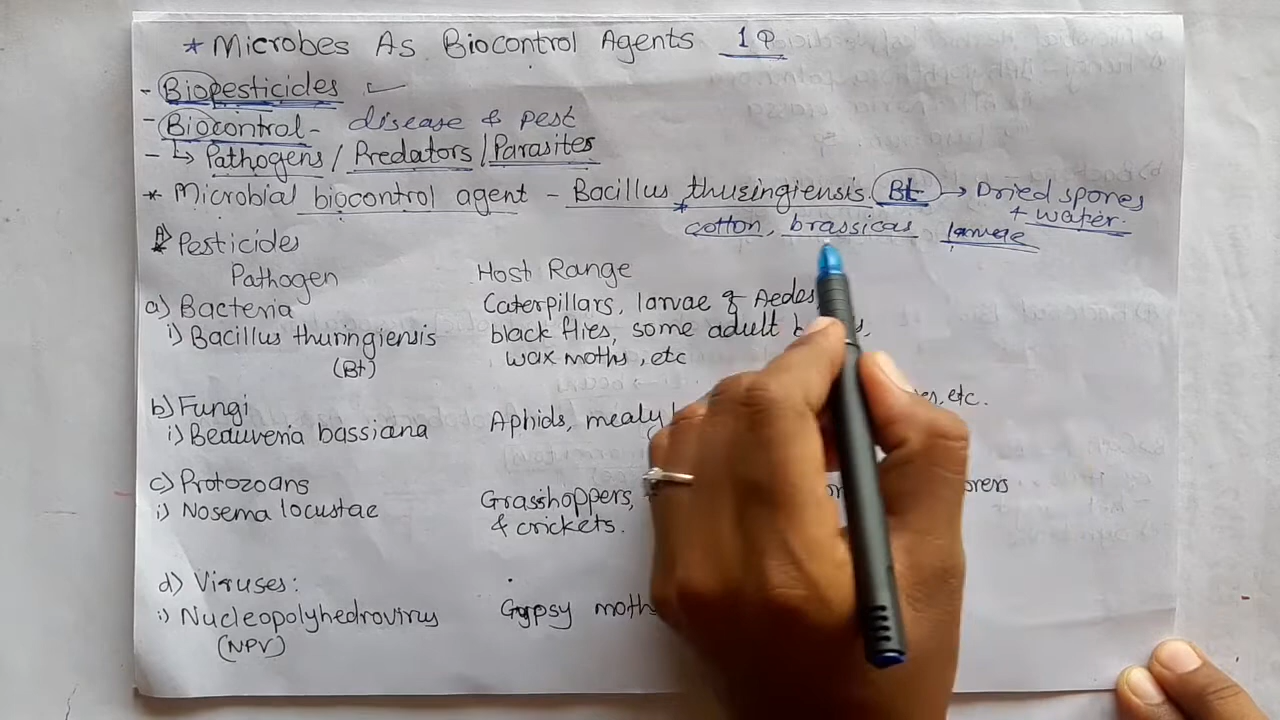 * Microbes As Biocontrol Agents 1Q
- Biopesticides
- Biocontrol - disease & pest
- ↳ Pathogens / Predators / Parasites
* Microbial biocontrol agent - Bacillus thuringiensis. Bt → Dried spores
+ water.
cotton, brassicas larvae
Pesticides
Pathogen Host Range
a) Bacteria Caterpillars, larvae of Aedes
i) Bacillus thuringiensis black flies, some adult
(Bt) wax moths, etc
b) Fungi Aphids, mealy etc.
i) Beauveria bassiana
c) Protozoans Grasshoppers,
i) Nosema locustae & crickets.
d) Viruses:
i) Nucleopolyhedrovirus Gypsy moth
(NPV)